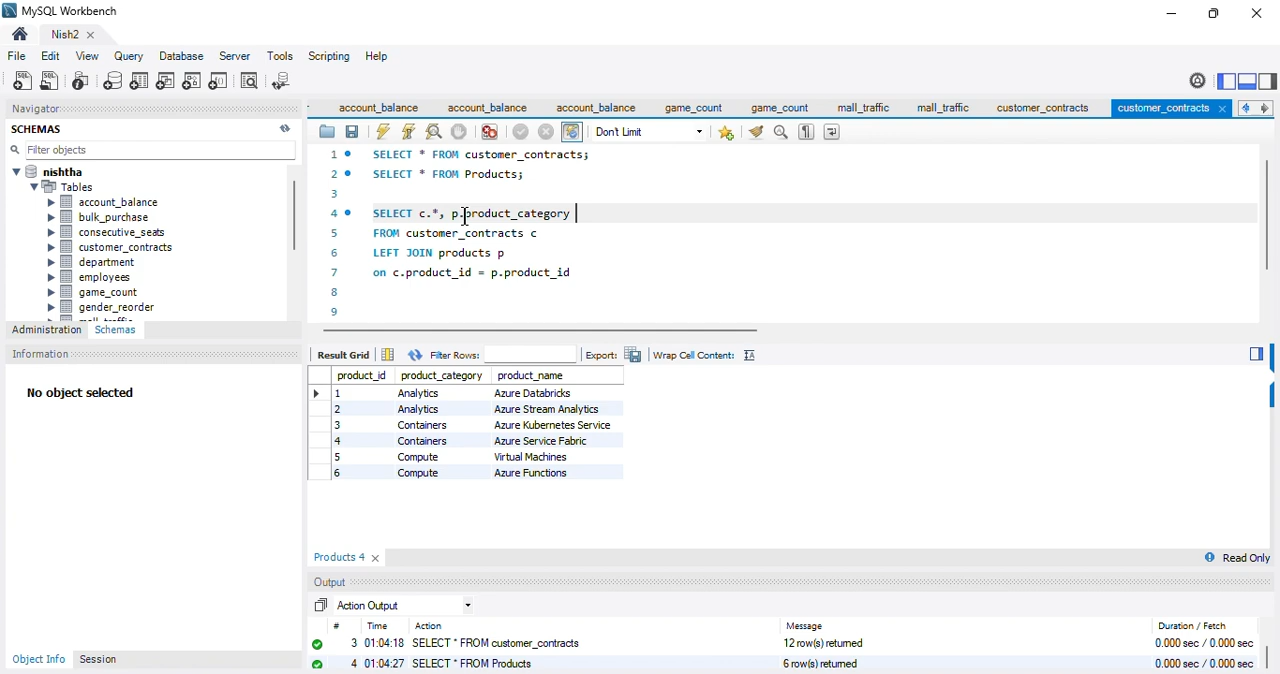 MySQL Workbench
Nish2
File Edit View Query Database Server Tools Scripting Help
Navigator
account_balance account_balance account_balance game_count game_count mall_traffic mall_traffic customer_contracts customer_contracts
SCHEMAS
Don't Limit
Filter objects
nishtha
Tables
account_balance
bulk_purchase
consecutive_seats
customer_contracts
department
employees
game_count
gender_reorder
Administration Schemas
1 SELECT * FROM customer_contracts;
2 SELECT * FROM Products;
3
4 SELECT c.*, p.product_category
5 FROM customer_contracts c
6 LEFT JOIN products p
7 on c.product_id = p.product_id
8
9
Information
No object selected
Result Grid Filter Rows: Export: Wrap Cell Content:
product_id product_category product_name
1 Analytics Azure Databricks
2 Analytics Azure Stream Analytics
3 Containers Azure Kubernetes Service
4 Containers Azure Service Fabric
5 Compute Virtual Machines
6 Compute Azure Functions
Products 4 Read Only
Output
Action Output
# Time Action Message Duration / Fetch
3 01:04:18 SELECT * FROM customer_contracts 12 row(s) returned 0.000 sec / 0.000 sec
4 01:04:27 SELECT * FROM Products 6 row(s) returned 0.000 sec / 0.000 sec
Object Info Session